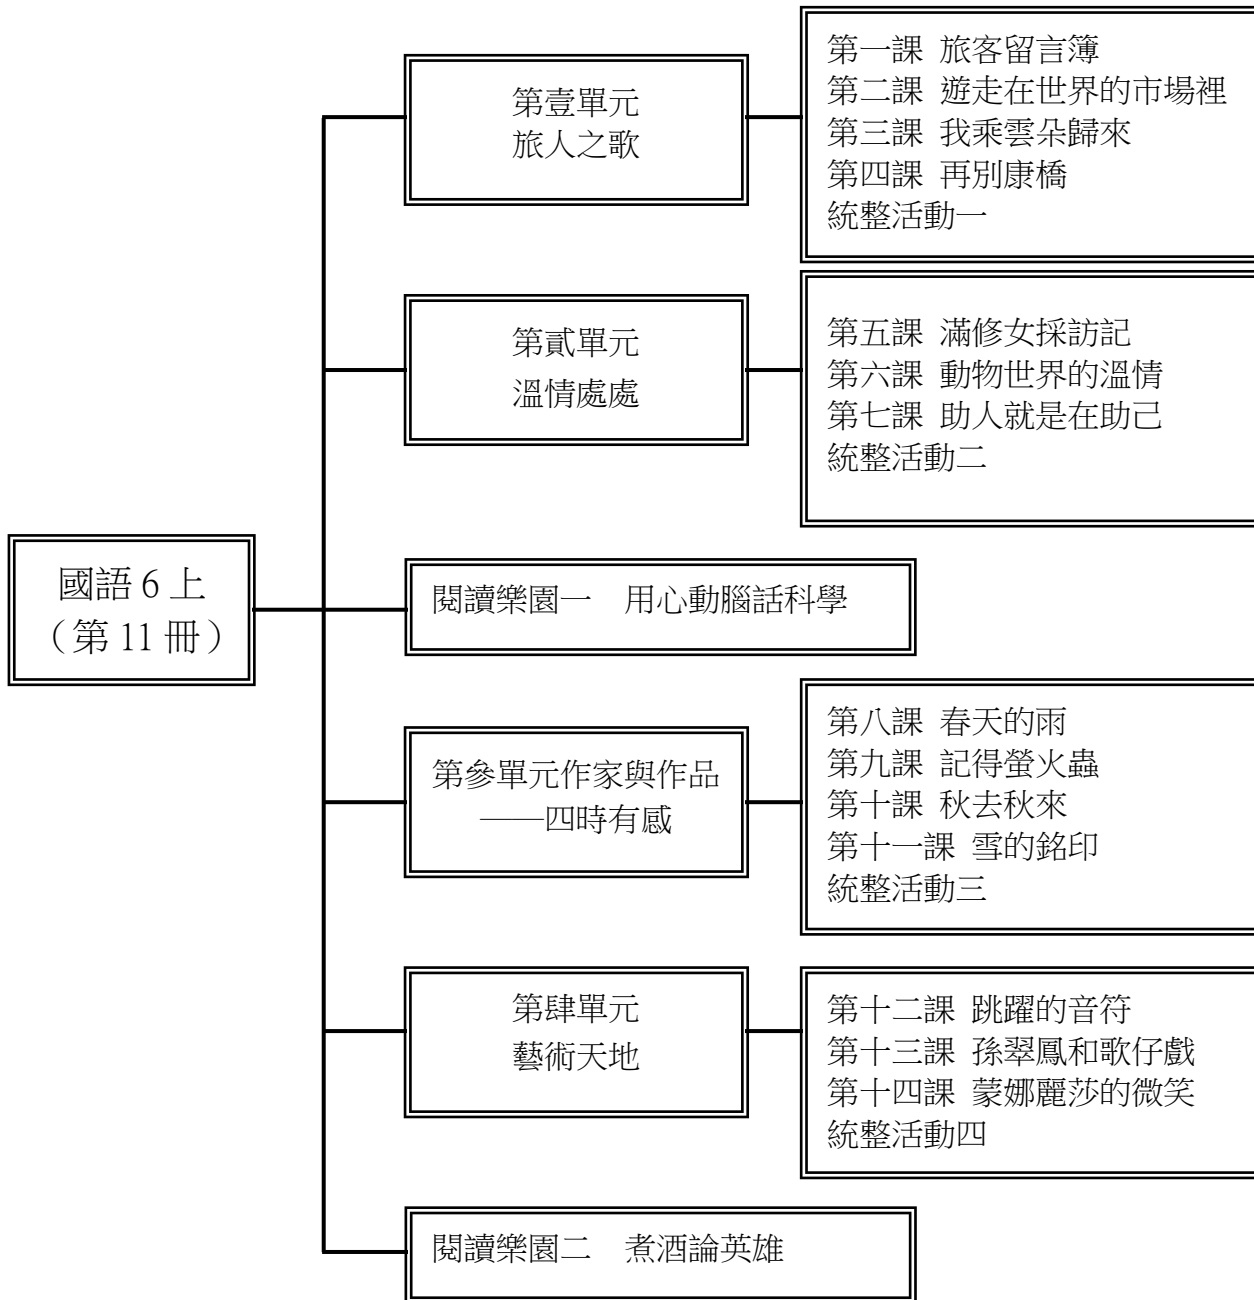 國語 6 上
（第 11 冊）
第壹單元
旅人之歌
第一課 旅客留言簿
第二課 遊走在世界的市場裡
第三課 我乘雲朵歸來
第四課 再別康橋
統整活動一
第貳單元
溫情處處
第五課 滿修女採訪記
第六課 動物世界的溫情
第七課 助人就是在助己
統整活動二
閱讀樂園一　用心動腦話科學
第參單元作家與作品
──四時有感
第八課 春天的雨
第九課 記得螢火蟲
第十課 秋去秋來
第十一課 雪的銘印
統整活動三
第肆單元
藝術天地
第十二課 跳躍的音符
第十三課 孫翠鳳和歌仔戲
第十四課 蒙娜麗莎的微笑
統整活動四
閱讀樂園二　煮酒論英雄